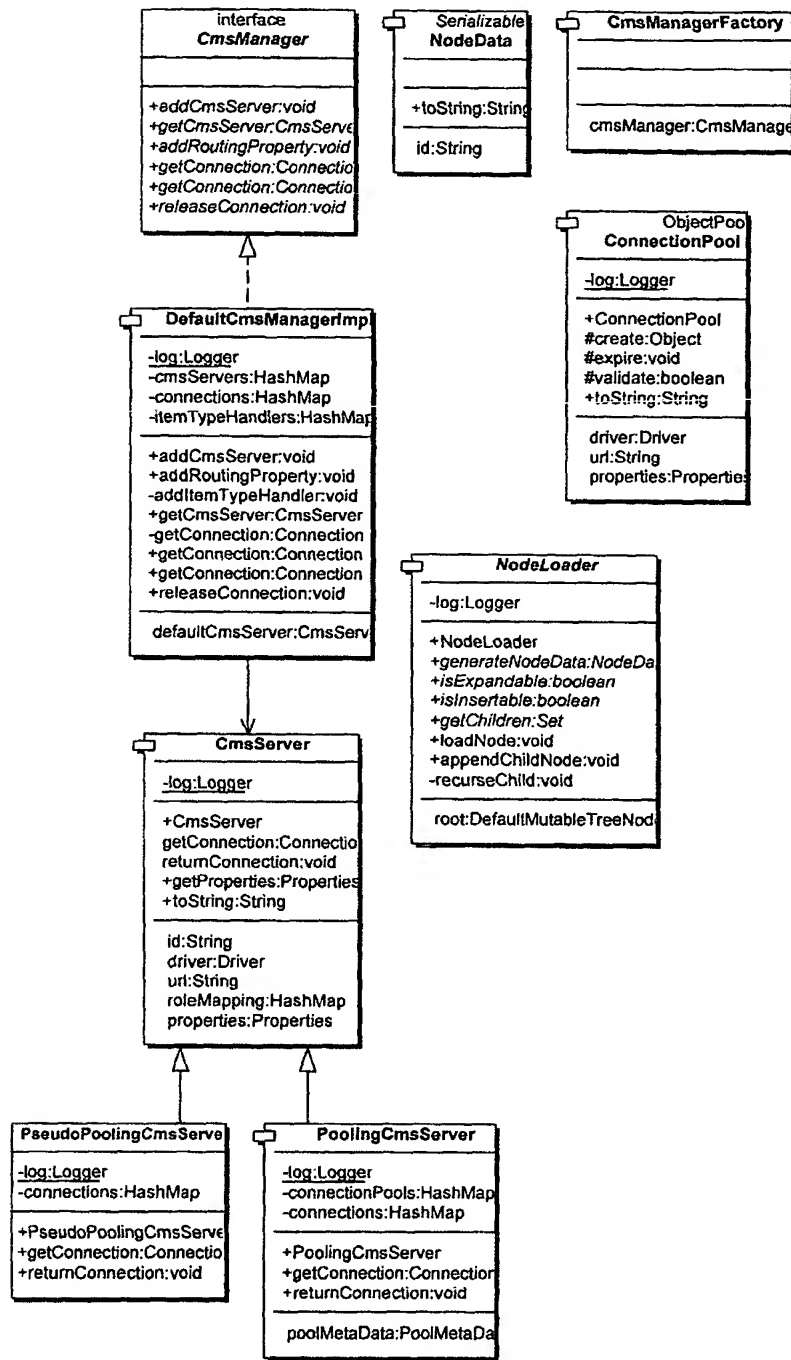 interface
CmsManager
+addCmsServer:void
+getCmsServer:CmsServe
+addRoutingProperty:void
+getConnection:Connectio
+getConnection:Connectio
+releaseConnection:void
Serializable
NodeData
+toString:String
id:String
CmsManagerFactory
cmsManager:CmsManage
ObjectPoo
ConnectionPool
-log:Logger
+ConnectionPool
#create:Object
#expire:void
#validate:boolean
+toString:String
driver:Driver
url:String
properties:Properties
DefaultCmsManagerImpl
-log:Logger
-cmsServers:HashMap
-connections:HashMap
-itemTypeHandlers:HashMap
+addCmsServer:void
+addRoutingProperty:void
-addItemTypeHandler:void
+getCmsServer:CmsServer
-getConnection:Connection
+getConnection:Connection
+getConnection:Connection
+releaseConnection:void
defaultCmsServer:CmsServ
NodeLoader
-log:Logger
+NodeLoader
+generateNodeData:NodeDa
+isExpandable:boolean
+isInsertable:boolean
+getChildren:Set
+loadNode:void
+appendChildNode:void
-recurseChild:void
root:DefaultMutableTreeNode
CmsServer
-log:Logger
+CmsServer
getConnection:Connectio
returnConnection:void
+getProperties:Properties
+toString:String
id:String
driver:Driver
url:String
roleMapping:HashMap
properties:Properties
PseudoPoolingCmsServe
-log:Logger
-connections:HashMap
+PseudoPoolingCmsServe
+getConnection:Connectio
+returnConnection:void
PoolingCmsServer
-log:Logger
-connectionPools:HashMap
-connections:HashMap
+PoolingCmsServer
+getConnection:Connection
+returnConnection:void
poolMetaData:PoolMetaDa